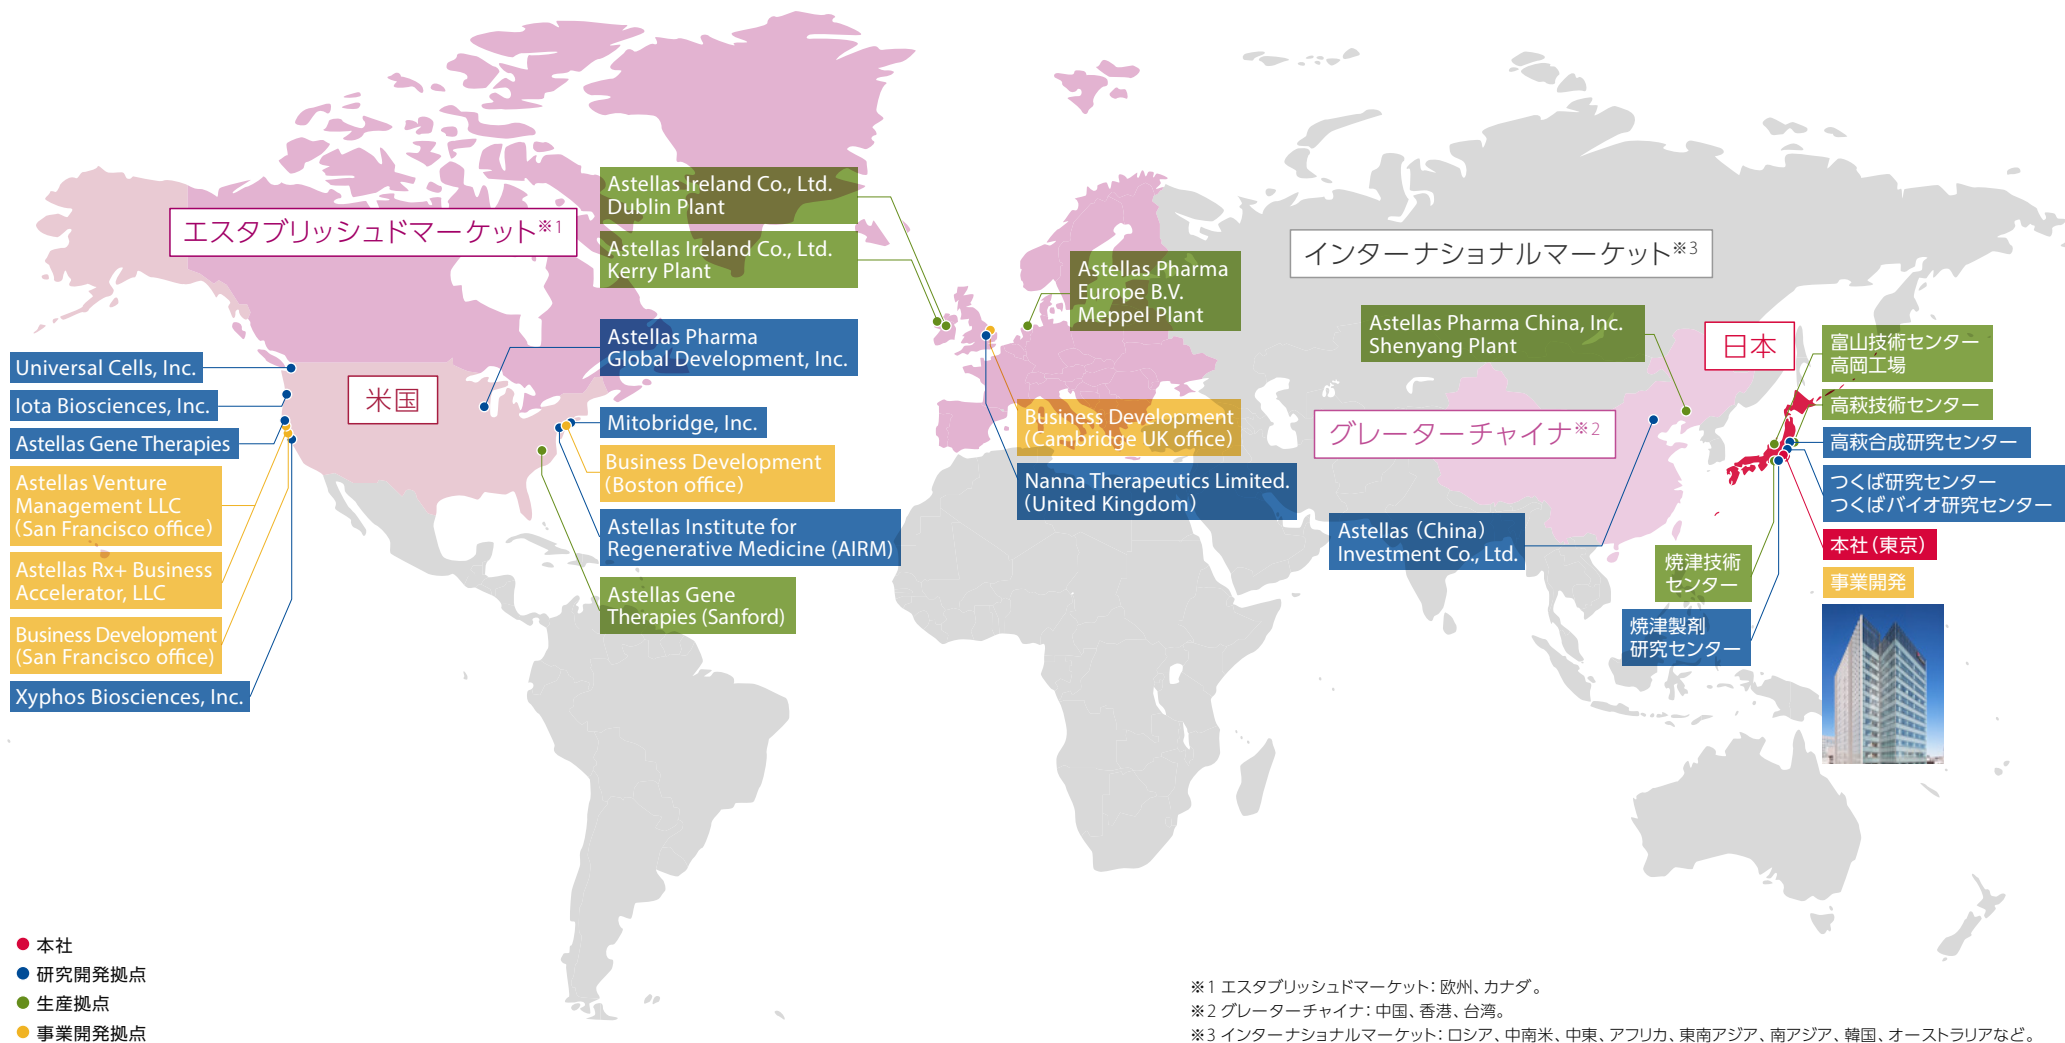 エスタブリッシュドマーケット※1
米国
Universal Cells, Inc.
Iota Biosciences, Inc.
Astellas Gene Therapies
Astellas Venture
Management LLC
(San Francisco office)
Astellas Rx+ Business
Accelerator, LLC
Business Development
(San Francisco office)
Xyphos Biosciences, Inc.
Astellas Ireland Co., Ltd.
Dublin Plant
Astellas Ireland Co., Ltd.
Kerry Plant
Astellas Pharma
Global Development, Inc.
Mitobridge, Inc.
Business Development
(Boston office)
Astellas Institute for
Regenerative Medicine (AIRM)
Astellas Gene
Therapies (Sanford)
Astellas Pharma
Europe B.V.
Meppel Plant
Business Development
(Cambridge UK office)
Nanna Therapeutics Limited.
(United Kingdom)
インターナショナルマーケット※3
Astellas Pharma China, Inc.
Shenyang Plant
グレーターチャイナ※2
Astellas (China)
Investment Co., Ltd.
日本
富山技術センター
高岡工場
高萩技術センター
高萩合成研究センター
つくば研究センター
つくばバイオ研究センター
本社(東京)
事業開発
焼津技術
センター
焼津製剤
研究センター
本社
研究開発拠点
生産拠点
事業開発拠点
※1 エスタブリッシュドマーケット：欧州、カナダ。
※2 グレーターチャイナ：中国、香港、台湾。
※3 インターナショナルマーケット：ロシア、中南米、中東、アフリカ、東南アジア、南アジア、韓国、オーストラリアなど。